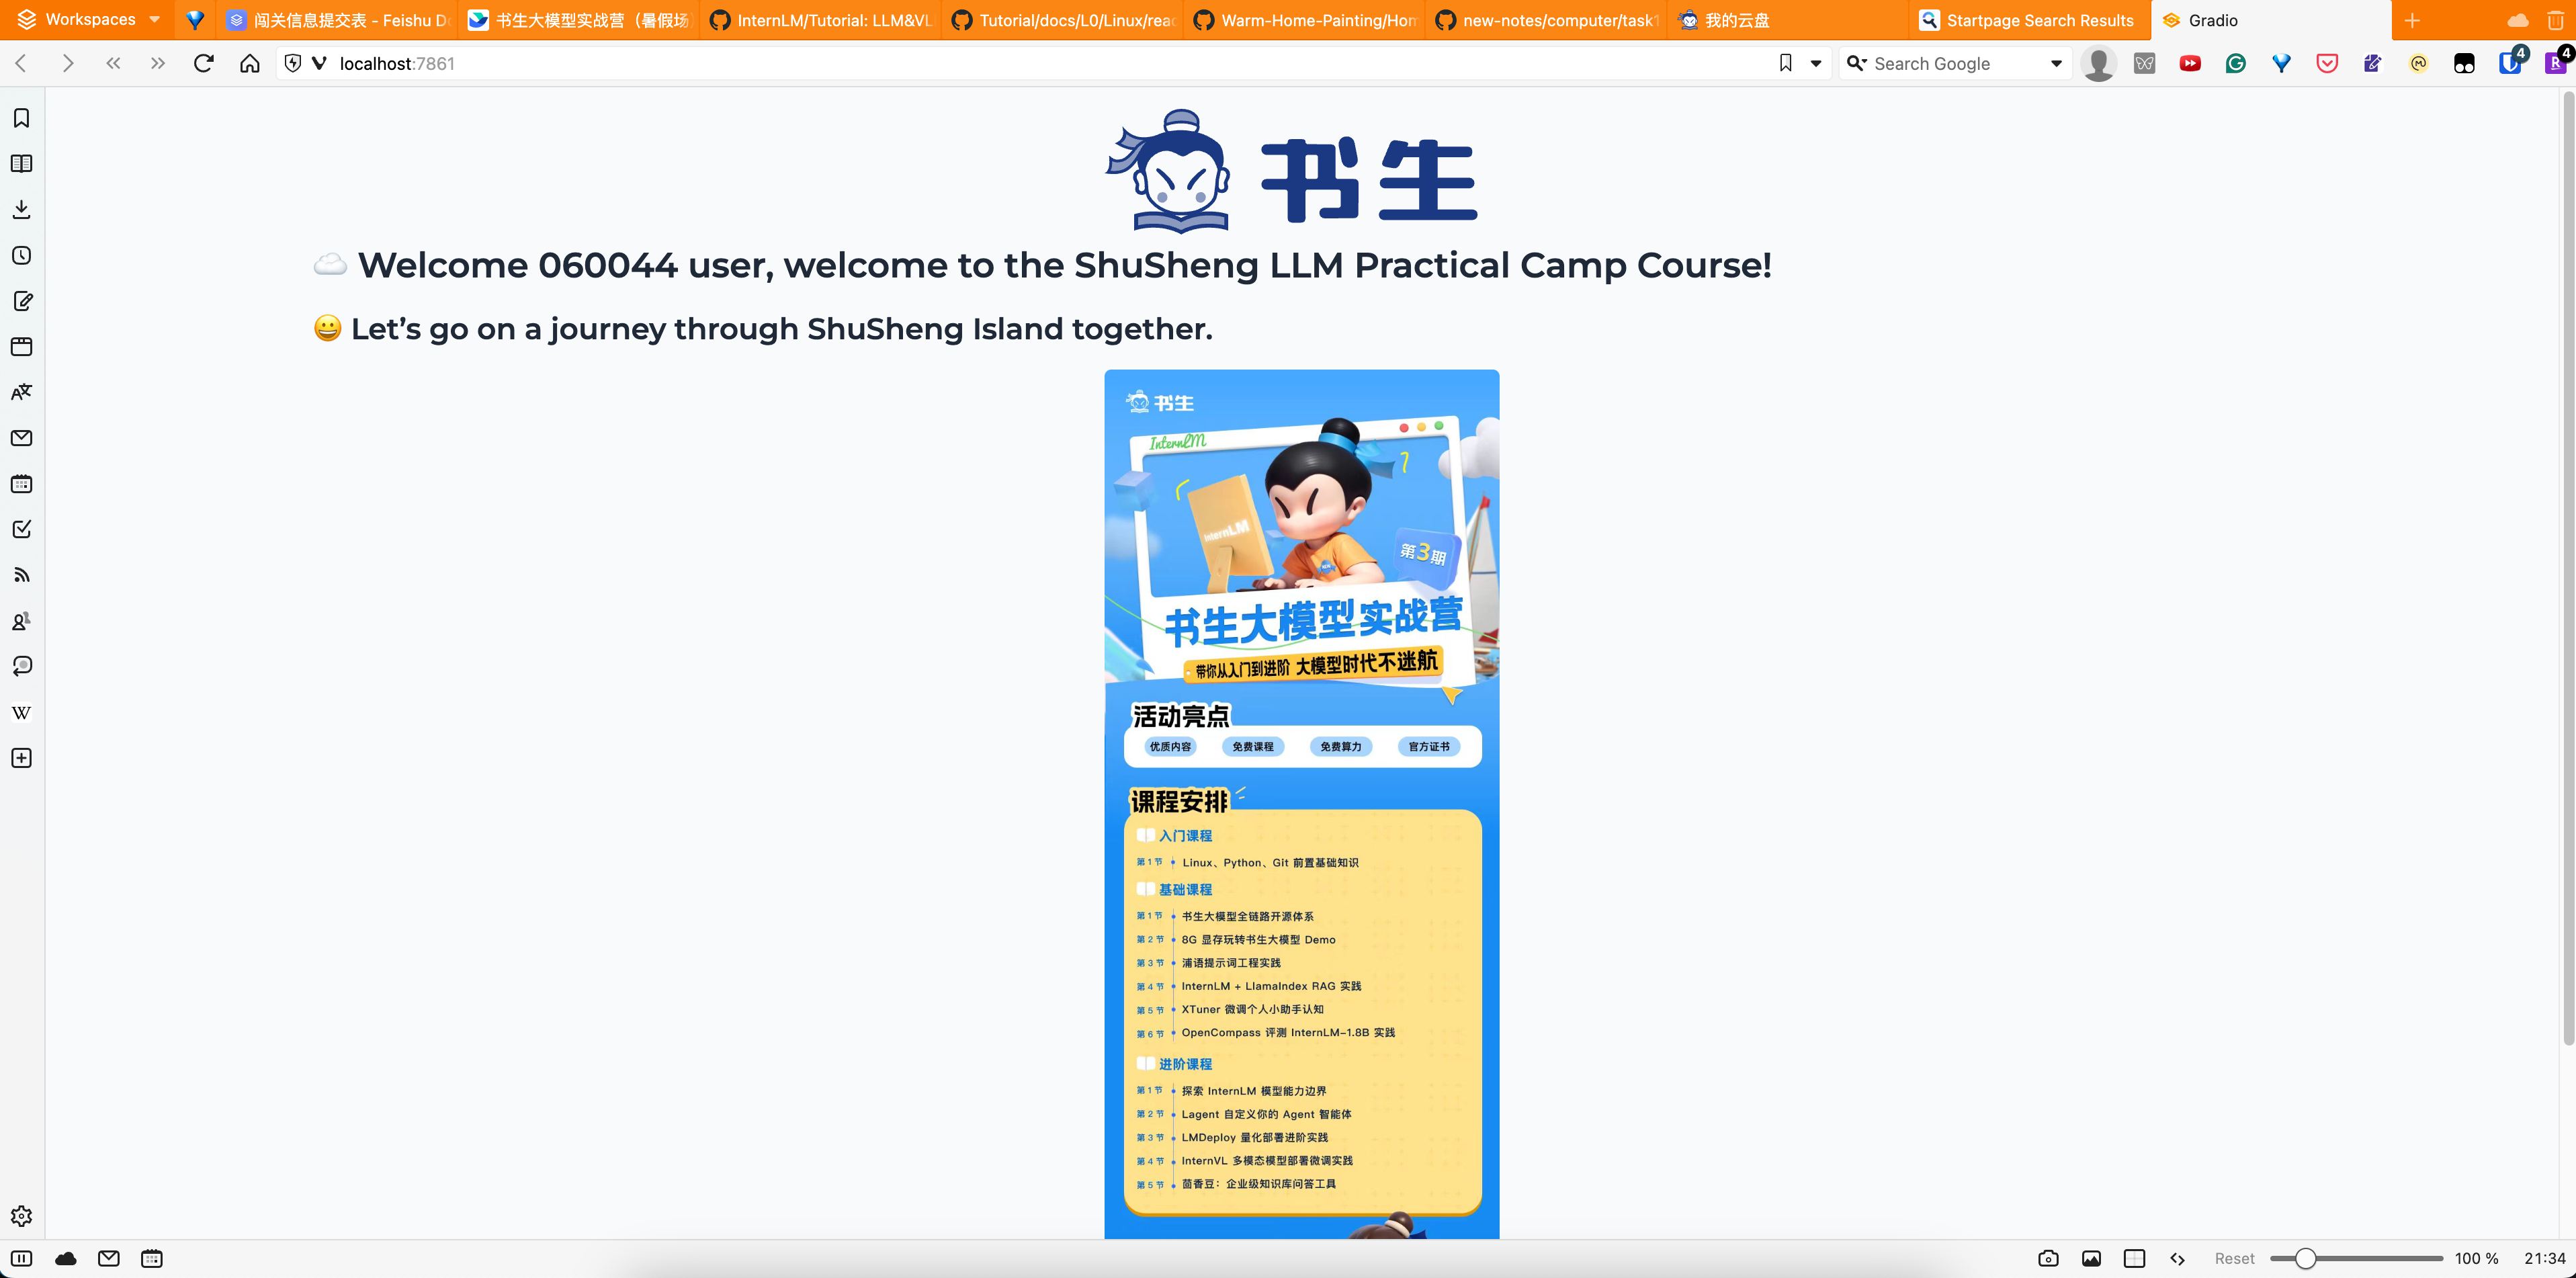 Workspaces
闯关信息提交表 - Feishu Do
书生大模型实战营（暑假场
InternLM/Tutorial: LLM&VL
Tutorial/docs/L0/Linux/read
Warm-Home-Painting/Hom
new-notes/computer/task1
我的云盘
Startpage Search Results
Gradio
localhost:7861
Search Google
4
4
书生
Welcome 060044 user, welcome to the ShuSheng LLM Practical Camp Course!
Let’s go on a journey through ShuSheng Island together.
书生
InternLM
InternLM
第3期
书生大模型实战营
带你从入门到进阶 大模型时代不迷航
活动亮点
优质内容 免费课程 免费算力 官方证书
课程安排
入门课程
第1节 Linux、Python、Git 前置基础知识
基础课程
第1节 书生大模型全链路开源体系
第2节 8G 显存玩转书生大模型 Demo
第3节 浦语提示词工程实践
第4节 InternLM + LlamaIndex RAG 实践
第5节 XTuner 微调个人小助手认知
第6节 OpenCompass 评测 InternLM-1.8B 实践
进阶课程
第1节 探索 InternLM 模型能力边界
第2节 Lagent 自定义你的 Agent 智能体
第3节 LMDeploy 量化部署进阶实践
第4节 InternVL 多模态模型部署微调实践
第5节 茴香豆：企业级知识库问答工具
Reset
100 %
21:34